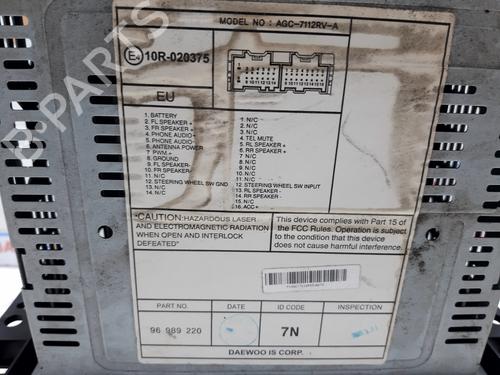 MODEL NO : AGC-7112RV-A
E4 10R-020375
EU
1. BATTERY
2. FL SPEAKER +
3. FR SPEAKER +
4. PHONE AUDIO+
5. PHONE AUDIO-
6. ANTENNA POWER
7. PWM +
8. GROUND
9. FL SPEAKER-
10. FR SPEAKER-
11. N/C
12. STEERING WHEEL SW GND
13. N/C
14. N/C
1. N/C
2. N/C
3. N/C
4. TEL MUTE
5. RL SPEAKER +
6. RR SPEAKER +
7. N/C
8. N/C
9. N/C
10. N/C
11. N/C
12. STEERING WHEEL SW INPUT
13. RL SPEAKER -
14. RR SPEAKER -
15. N/C
16. ACC+
CAUTION: HAZARDOUS LASER
AND ELECTROMAGNETIC RADIATION
WHEN OPEN AND INTERLOCK
DEFEATED"
This device complies with Part 15 of
the FCC Rules. Operation is subject
to the condition that this device
does not cause harmful interference.
PART NO. DATE ID CODE INSPECTION
96 989 220 7N
DAEWOO IS CORP.